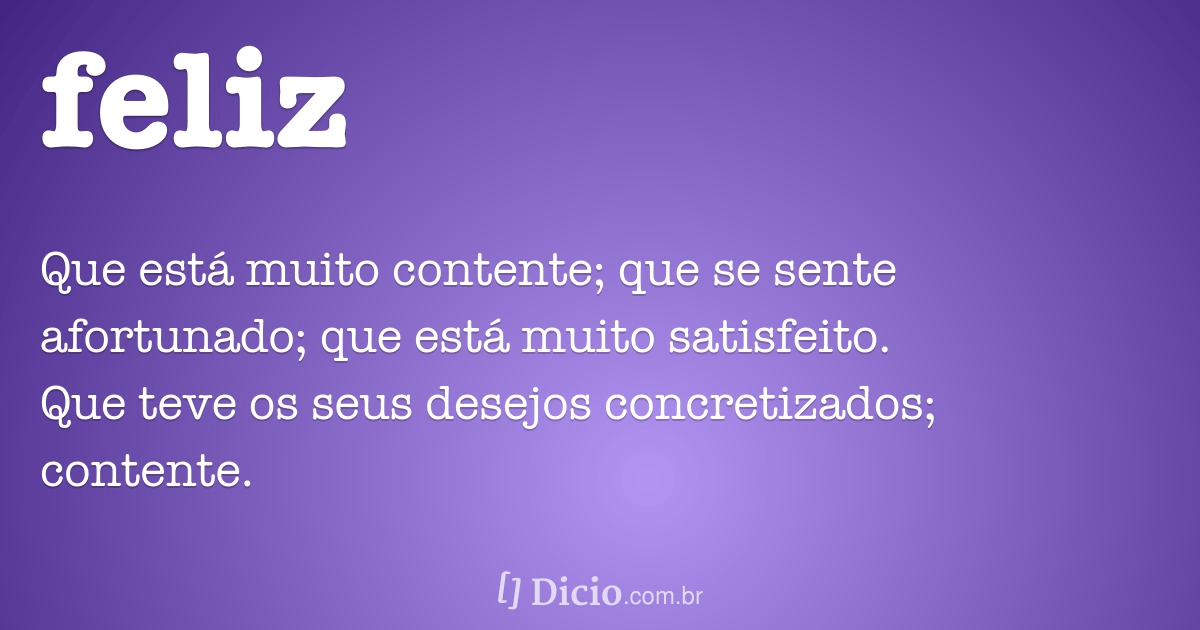 feliz
Que está muito contente; que se sente
afortunado; que está muito satisfeito.
Que teve os seus desejos concretizados;
contente.
[] Dicio.com.br